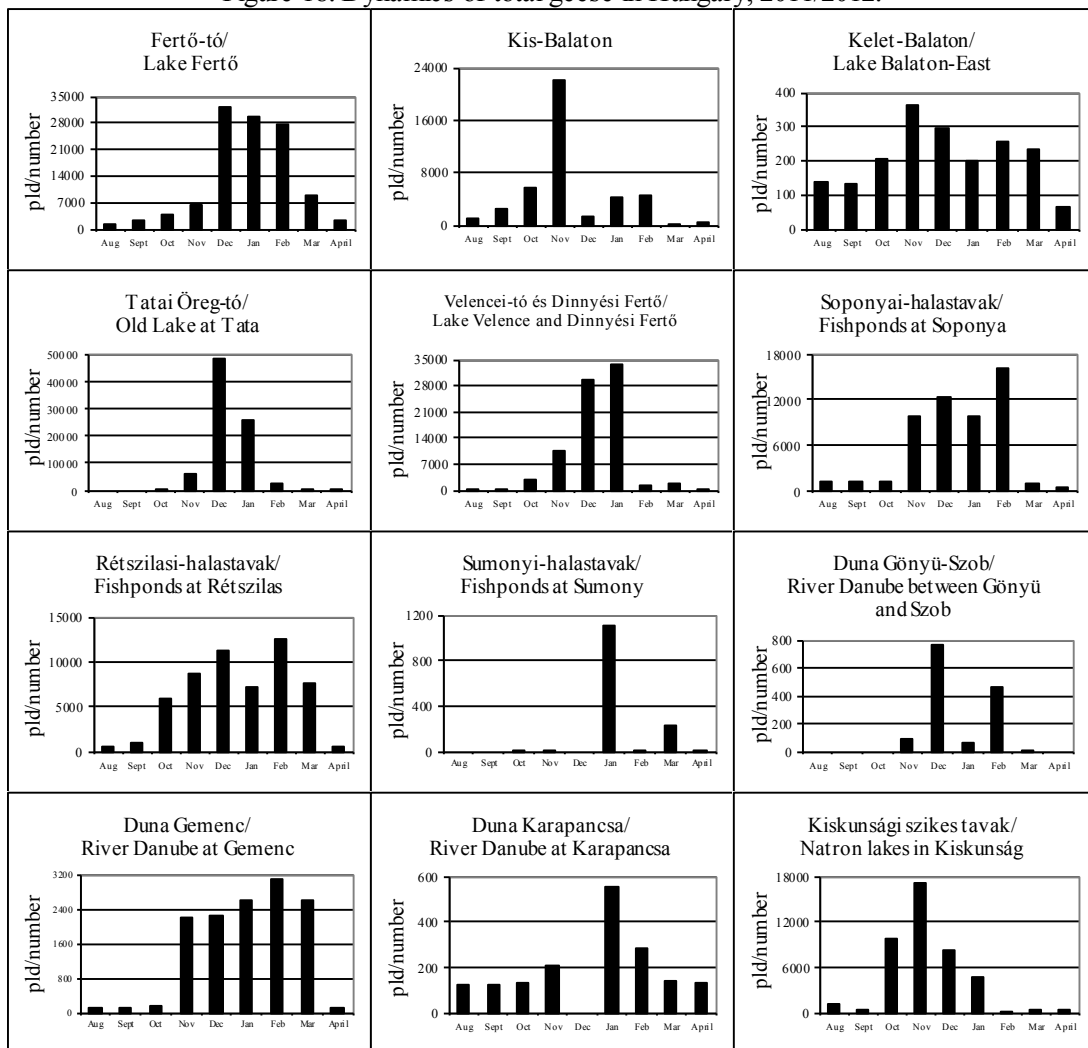 Figure 18. Dynamics of total geese in Hungary, 2011/2012.
Fertő-tó/
Lake Fertő
pld/number
35000
28000
21000
14000
7000
0
Aug Sept Oct Nov Dec Jan Feb Mar April
Kis-Balaton
pld/number
24000
16000
8000
0
Aug Sept Oct Nov Dec Jan Feb Mar April
Kelet-Balaton/
Lake Balaton-East
pld/number
400
300
200
100
0
Aug Sept Oct Nov Dec Jan Feb Mar April
Tatai Öreg-tó/
Old Lake at Tata
pld/number
50000
40000
30000
20000
10000
0
Aug Sept Oct Nov Dec Jan Feb Mar April
Velencei-tó és Dinnyési Fertő/
Lake Velence and Dinnyési Fertő
pld/number
35000
28000
21000
14000
7000
0
Aug Sept Oct Nov Dec Jan Feb Mar April
Soponyai-halastavak/
Fishponds at Soponya
pld/number
18000
12000
6000
0
Aug Sept Oct Nov Dec Jan Feb Mar April
Rétszilasi-halastavak/
Fishponds at Rétszilas
pld/number
15000
10000
5000
0
Aug Sept Oct Nov Dec Jan Feb Mar April
Sumonyi-halastavak/
Fishponds at Sumony
pld/number
1200
800
400
0
Aug Sept Oct Nov Dec Jan Feb Mar April
Duna Gönyü-Szob/
River Danube between Gönyü
and Szob
pld/number
800
600
400
200
0
Aug Sept Oct Nov Dec Jan Feb Mar April
Duna Gemenc/
River Danube at Gemenc
pld/number
3200
2400
1600
800
0
Aug Sept Oct Nov Dec Jan Feb Mar April
Duna Karapancsa/
River Danube at Karapancsa
pld/number
600
400
200
0
Aug Sept Oct Nov Dec Jan Feb Mar April
Kiskunsági szikes tavak/
Natron lakes in Kiskunság
pld/number
18000
12000
6000
0
Aug Sept Oct Nov Dec Jan Feb Mar April